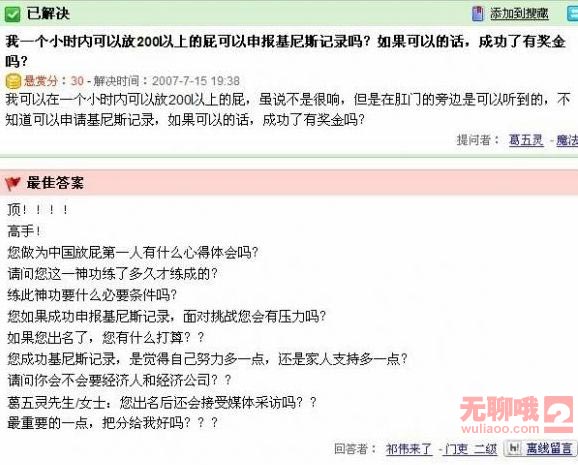 已解决 添加到搜藏
我一个小时内可以放200以上的屁可以申报基尼斯记录吗？如果可以的话，成功了有奖金
吗？
悬赏分：30 - 解决时间：2007-7-15 19:38
我可以在一个小时内可以放200以上的屁，虽说不是很响，但是在肛门的旁边是可以听到的，不
知道可以申请基尼斯记录，如果可以的话，成功了有奖金吗？
提问者： 葛五灵 - 魔法
最佳答案
顶！！！！
高手！
您做为中国放屁第一人有什么心得体会吗？
请问您这一神功练了多久才练成的？
练此神功要什么必要条件吗？
您如果成功申报基尼斯记录，面对挑战您会有压力吗？
如果您出名了，您有什么打算？？
您成功基尼斯记录，是觉得自己努力多一点，还是家人支持多一点？
请问你会不会要经济人和经济公司？？
葛五灵先生/女士：您出名后还会接受媒体采访吗？？
最重要的一点，把分给我好吗？？？
无聊哦
wuliaoo.com
回答者： 祁伟来了 - 门吏 二级 hi 离线留言